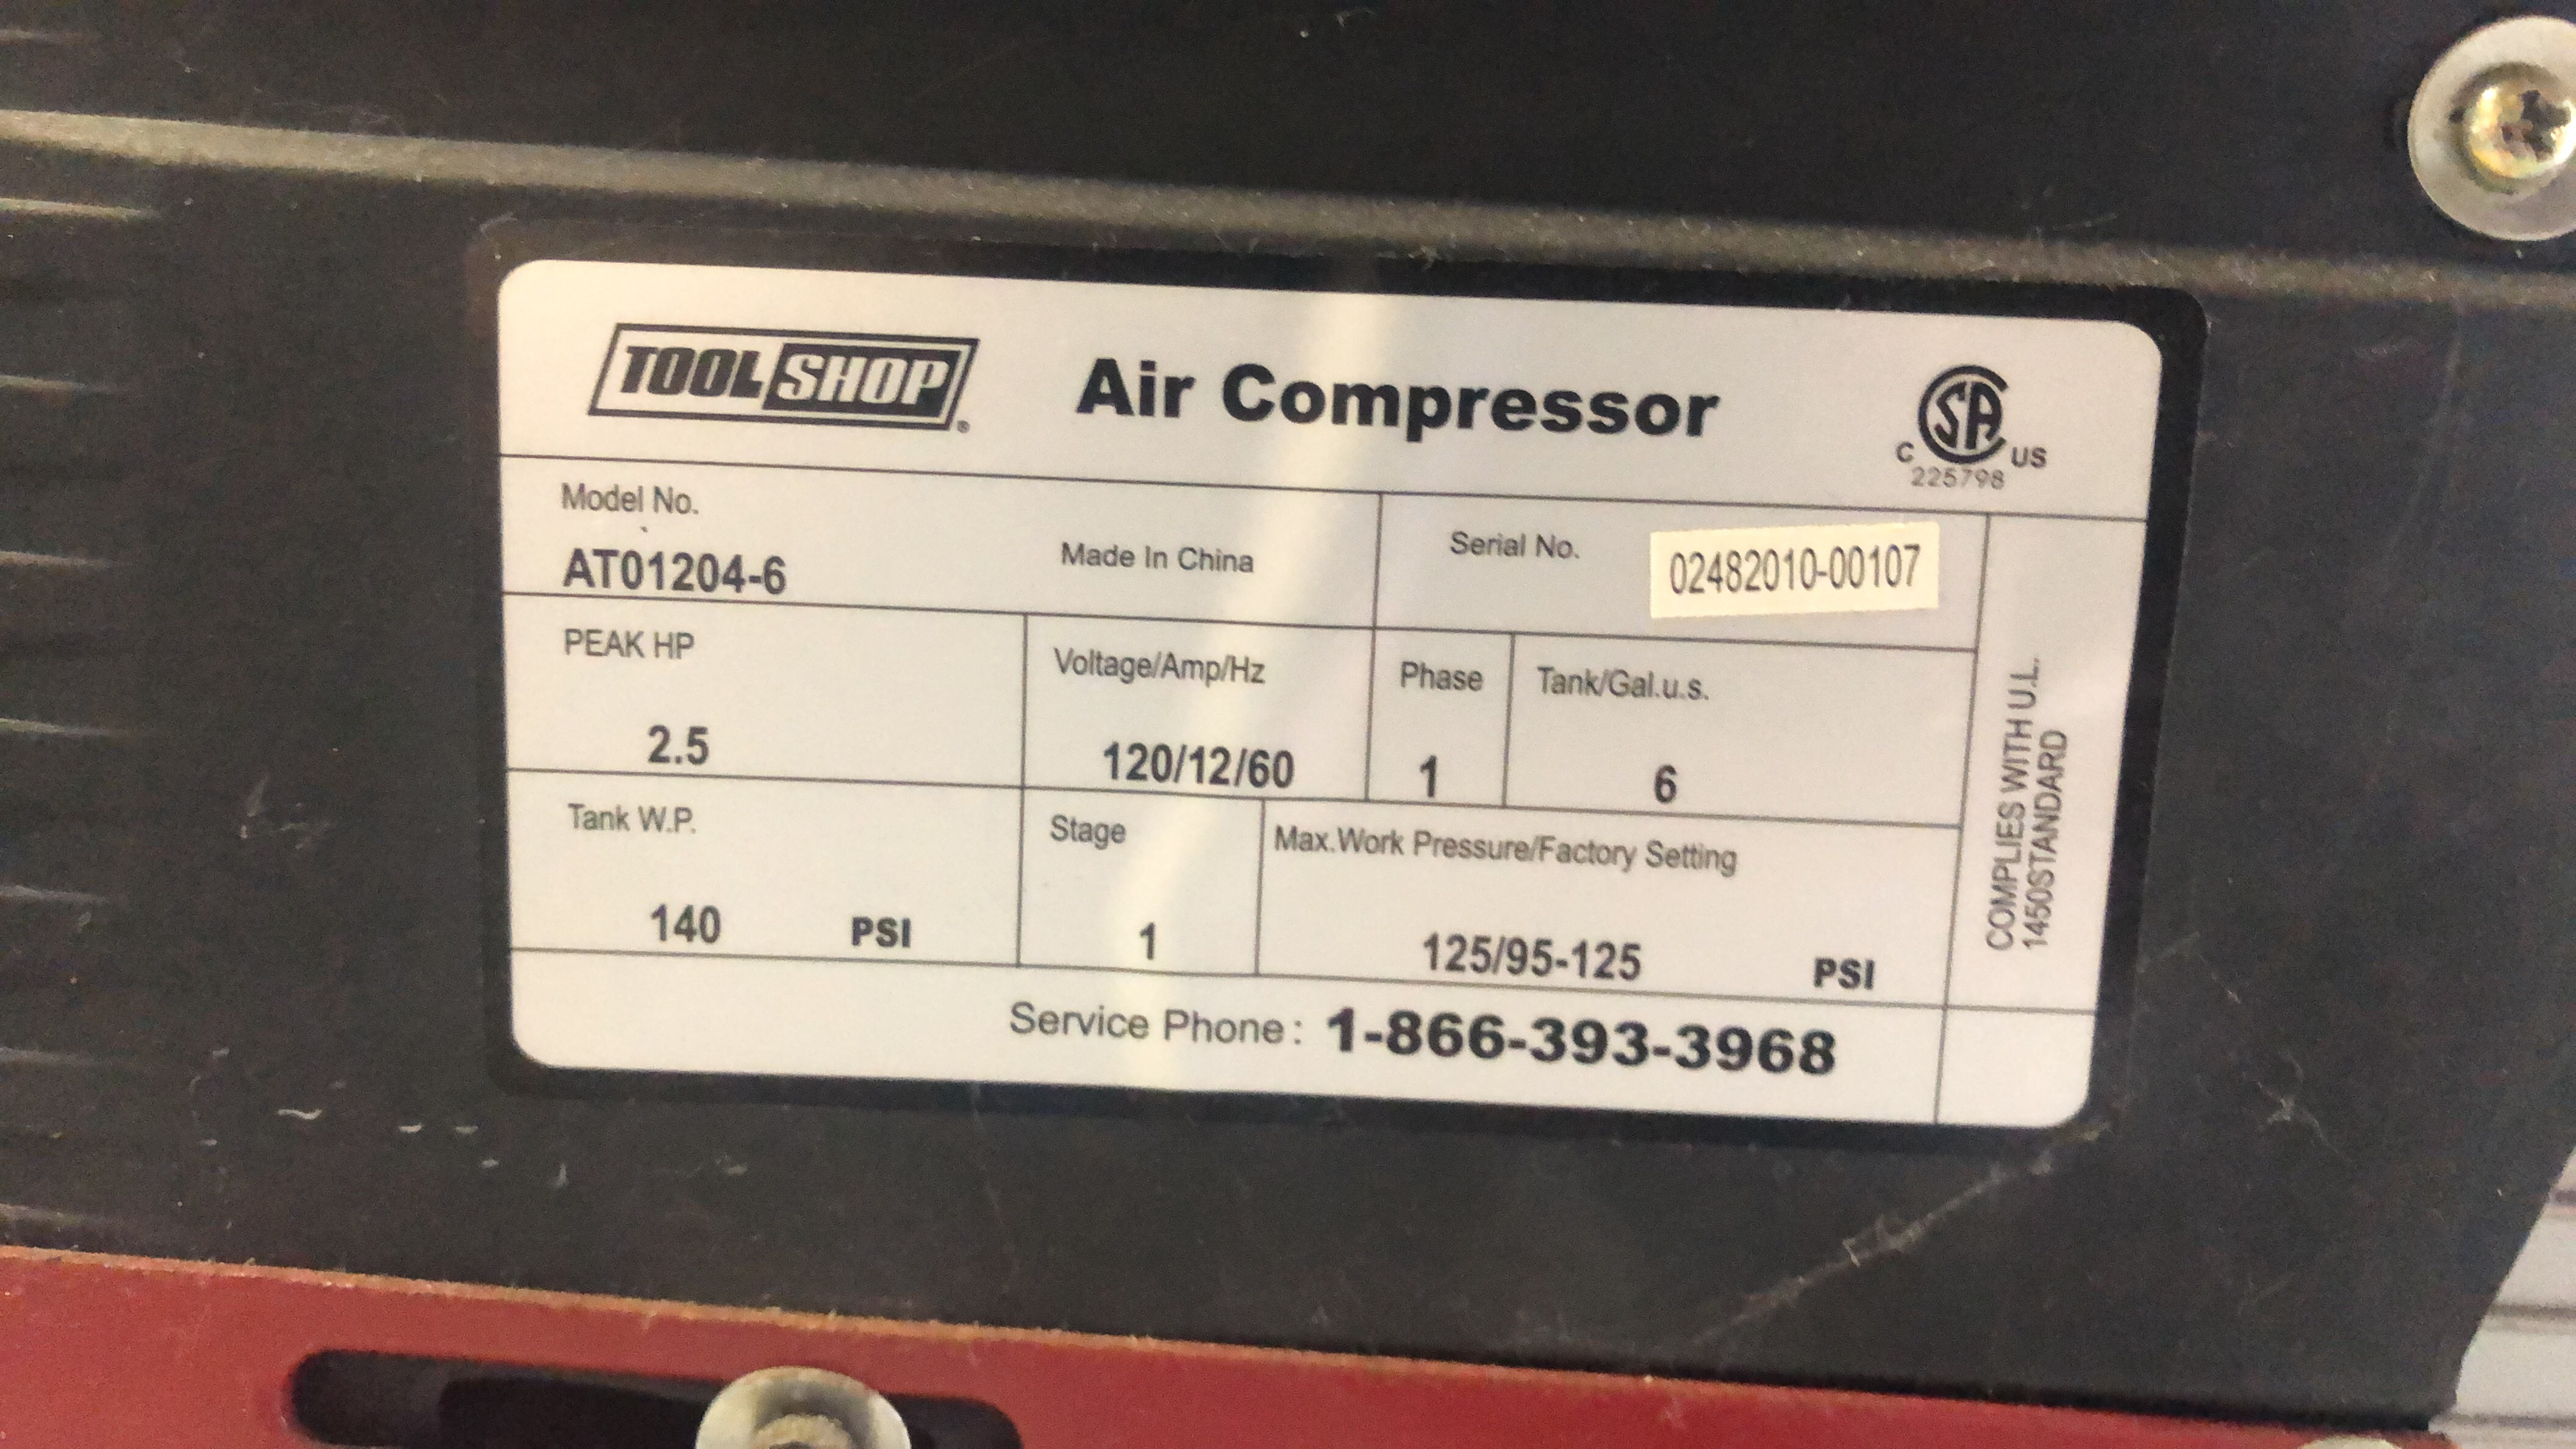 TOOL SHOP®
Air Compressor
C SA US
225798
Model No.
AT01204-6
Made In China
Serial No.
02482010-00107
PEAK HP
2.5
Voltage/Amp/Hz
120/12/60
Phase
1
Tank/Gal.u.s.
6
Tank W.P.
140 PSI
Stage
1
Max.Work Pressure/Factory Setting
125/95-125 PSI
COMPLIES WITH U.L.
1450STANDARD
Service Phone: 1-866-393-3968